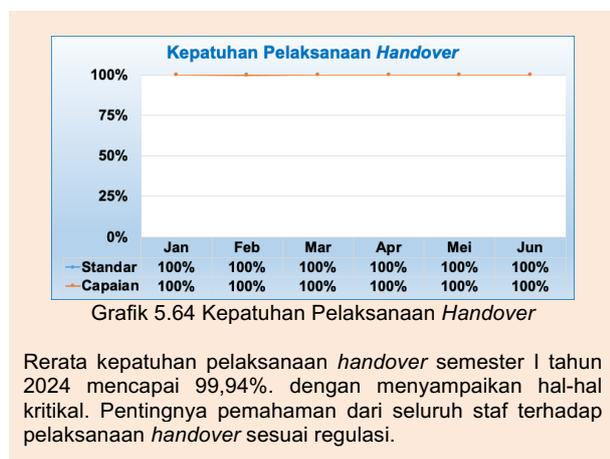 Kepatuhan Pelaksanaan Handover
100%
75%
50%
25%
0%
Jan Feb Mar Apr Mei Jun
Standar 100% 100% 100% 100% 100% 100%
Capaian 100% 100% 100% 100% 100% 100%
Grafik 5.64 Kepatuhan Pelaksanaan Handover
Rerata kepatuhan pelaksanaan handover semester I tahun
2024 mencapai 99,94%. dengan menyampaikan hal-hal
kritikal. Pentingnya pemahaman dari seluruh staf terhadap
pelaksanaan handover sesuai regulasi.